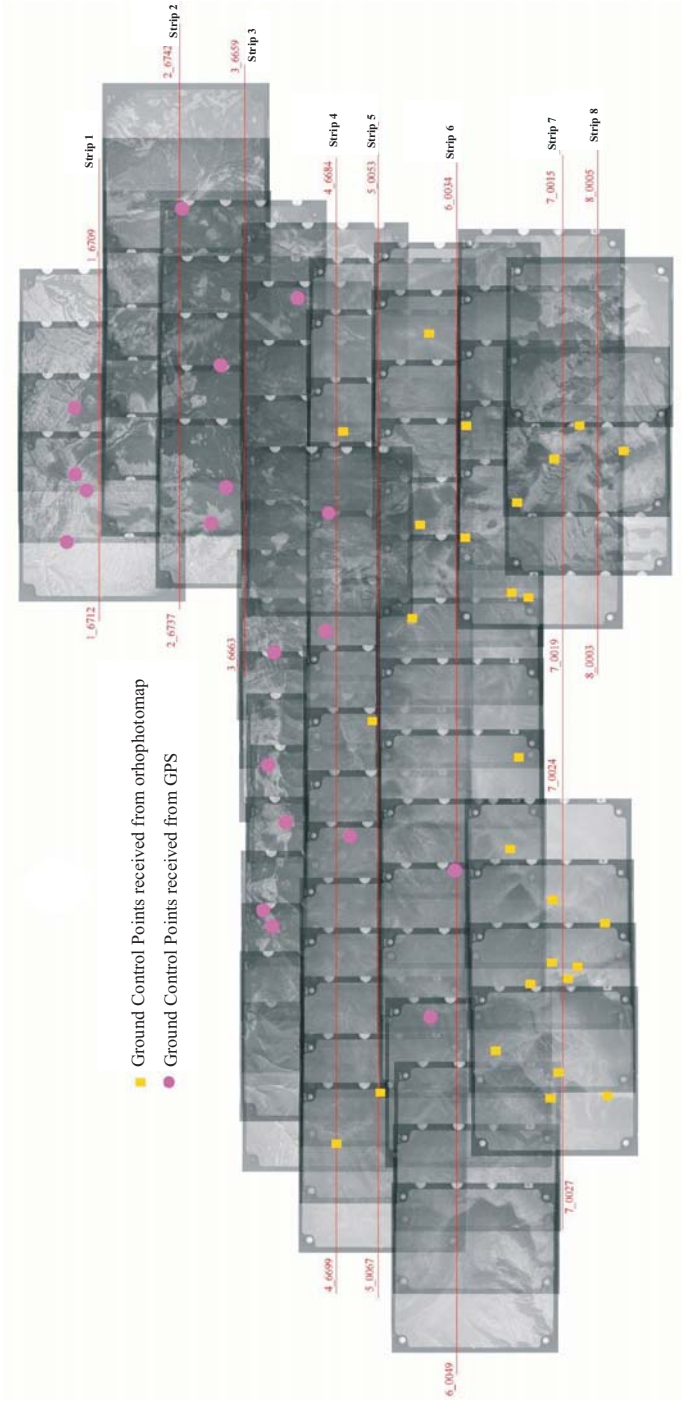 Strip 1
Strip 2
Strip 3
Strip 4
Strip 5
Strip 6
Strip 7
Strip 8
1_6709
2_6742
3_6659
4_6684
5_0053
6_0034
7_0015
8_0005
1_6712
2_6737
3_6663
7_0019
8_0003
7_0024
Ground Control Points received from orhophotomap
Ground Control Points received from GPS
4_6699
5_0067
6_0049
7_0027